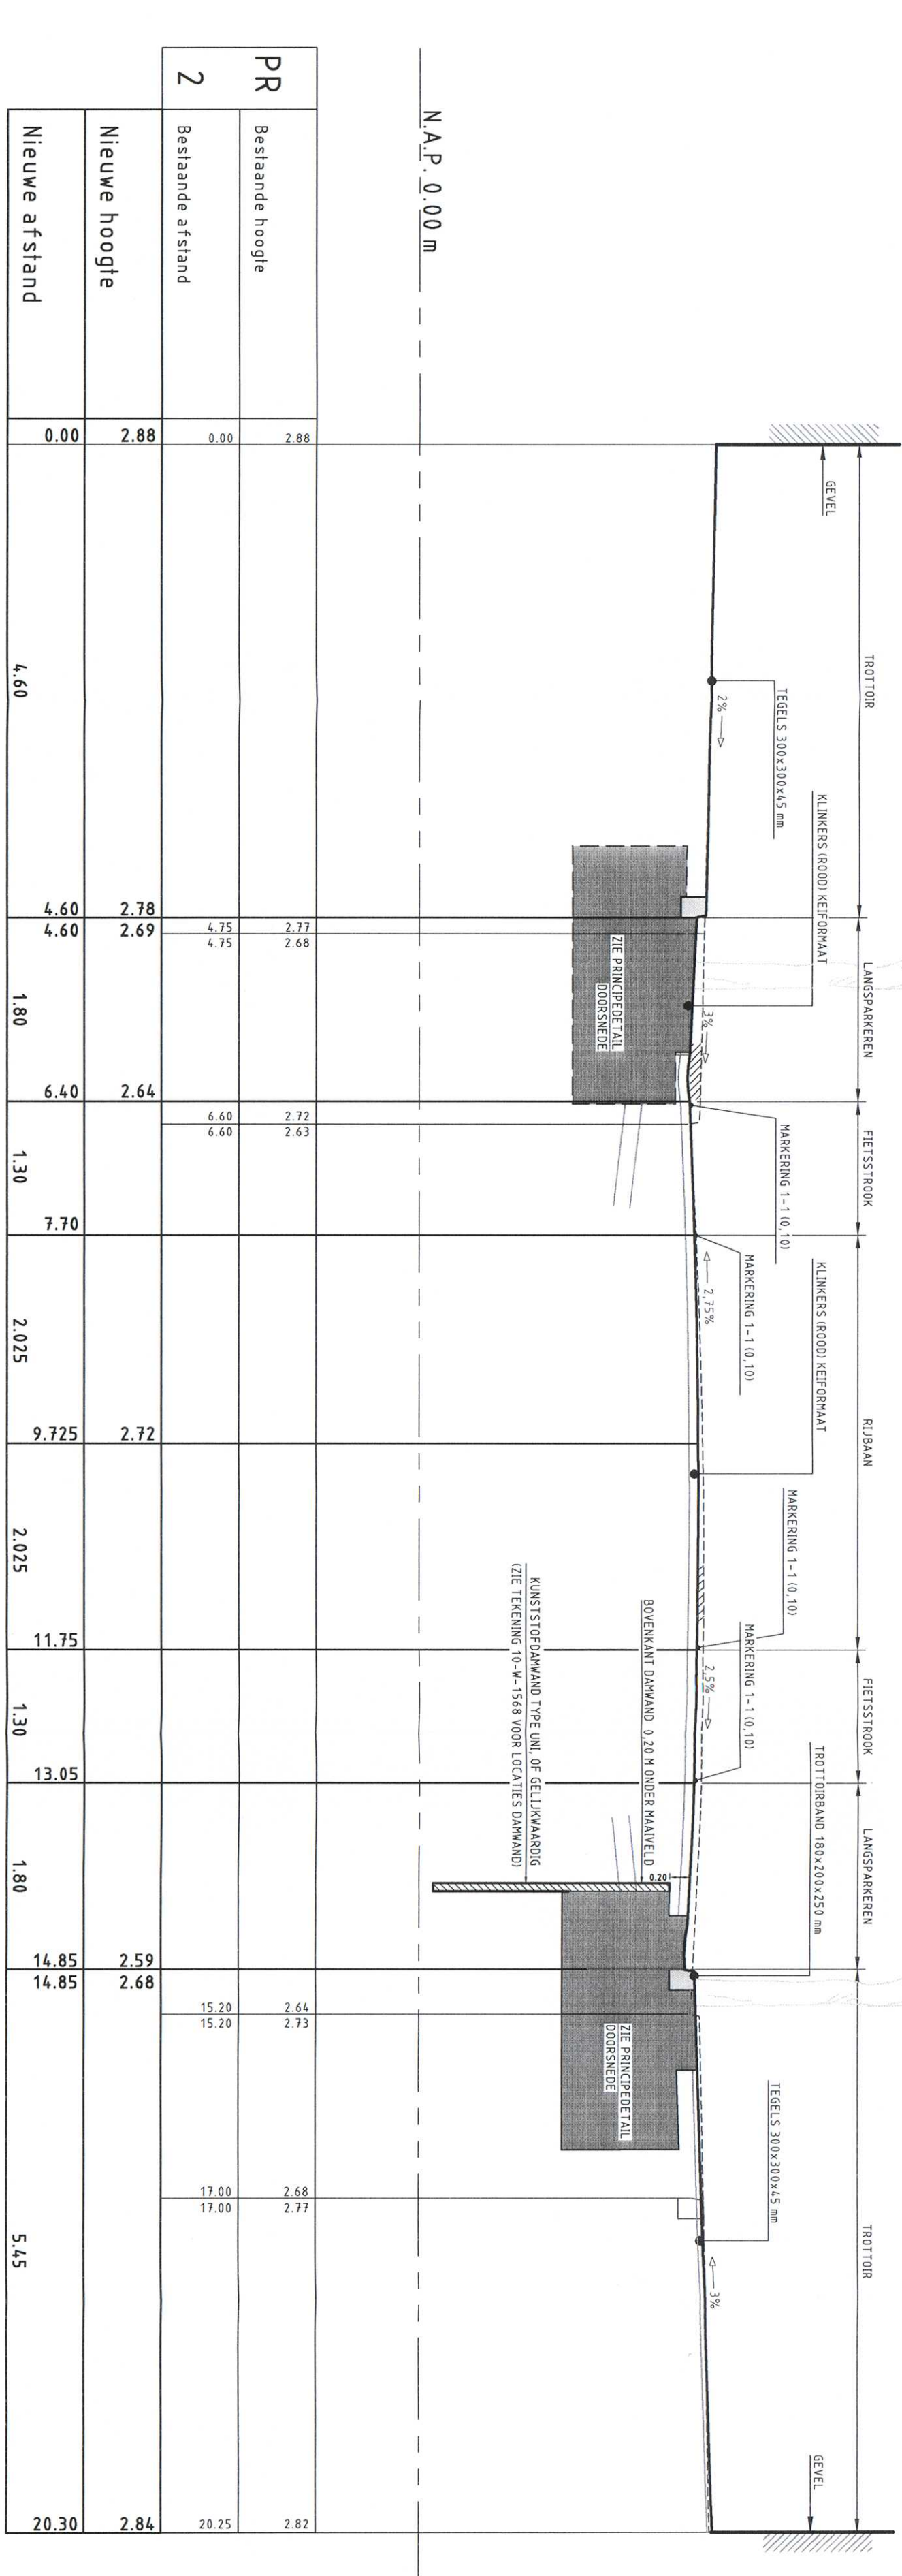 TROTTOIR
LANGSPARKEREN
FIETSSTROOK
RIJBAAN
FIETSSTROOK
LANGSPARKEREN
TROTTOIR
GEVEL
KLINKERS (ROOD) KEIFORMAAT
KLINKERS (ROOD) KEIFORMAAT
TROTTOIRBAND 180x200x250 mm
GEVEL
TEGELS 300x300x45 mm
MARKERING 1-1 (0,10)
MARKERING 1-1 (0,10)
MARKERING 1-1 (0,10)
MARKERING 1-1 (0,10)
TEGELS 300x300x45 mm
2%
3%
2,75%
2,5%
3%
0.20
ZIE PRINCIPEDETAIL
DOORSNEDE
BOVENKANT DAMWAND 0,20 M ONDER MAAIVELD
KUNSTSTOFDAMWAND TYPE UNI, OF GELIJKWAARDIG
(ZIE TEKENING 10-W-1568 VOOR LOCATIES DAMWAND)
ZIE PRINCIPEDETAIL
DOORSNEDE
N.A.P. 0.00 m
PR
2
Bestaande hoogte
2.88 2.77 2.68 2.72 2.63 2.64 2.73 2.68 2.77 2.82
Bestaande afstand
0.00 4.75 4.75 6.60 6.60 15.20 15.20 17.00 17.00 20.25
Nieuwe hoogte
2.88 2.78 2.69 2.64 2.72 2.59 2.68 2.84
Nieuwe afstand
0.00 4.60 4.60 6.40 7.70 9.725 11.75 13.05 14.85 14.85 20.30
4.60 1.80 1.30 2.025 2.025 1.30 1.80 5.45